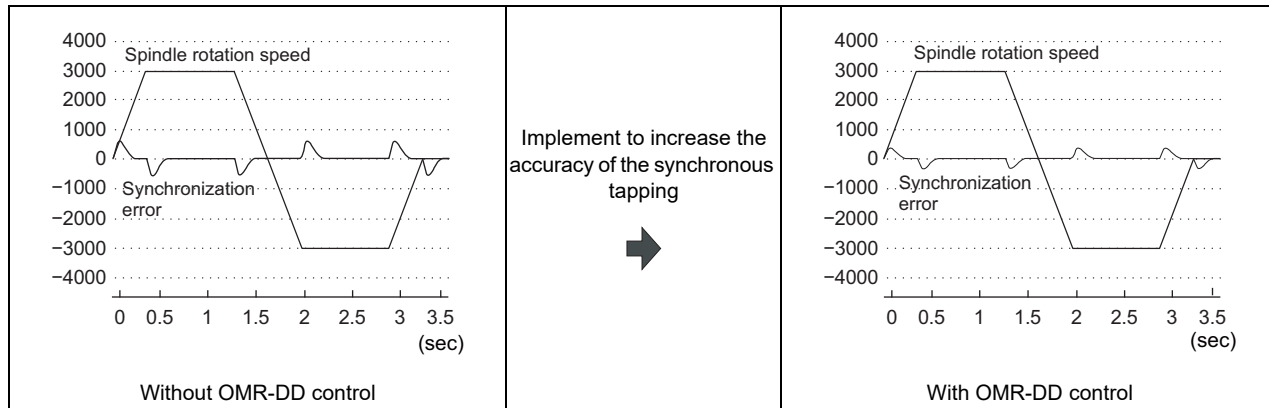 4000
Spindle rotation speed
3000
2000
1000
0
−1000
Synchronization
error
−2000
−3000
−4000
0 0.5 1 1.5 2 2.5 3 3.5
(sec)
Without OMR-DD control
Implement to increase the
accuracy of the synchronous
tapping
4000
Spindle rotation speed
3000
2000
1000
0
−1000
Synchronization
error
−2000
−3000
−4000
0 0.5 1 1.5 2 2.5 3 3.5
(sec)
With OMR-DD control